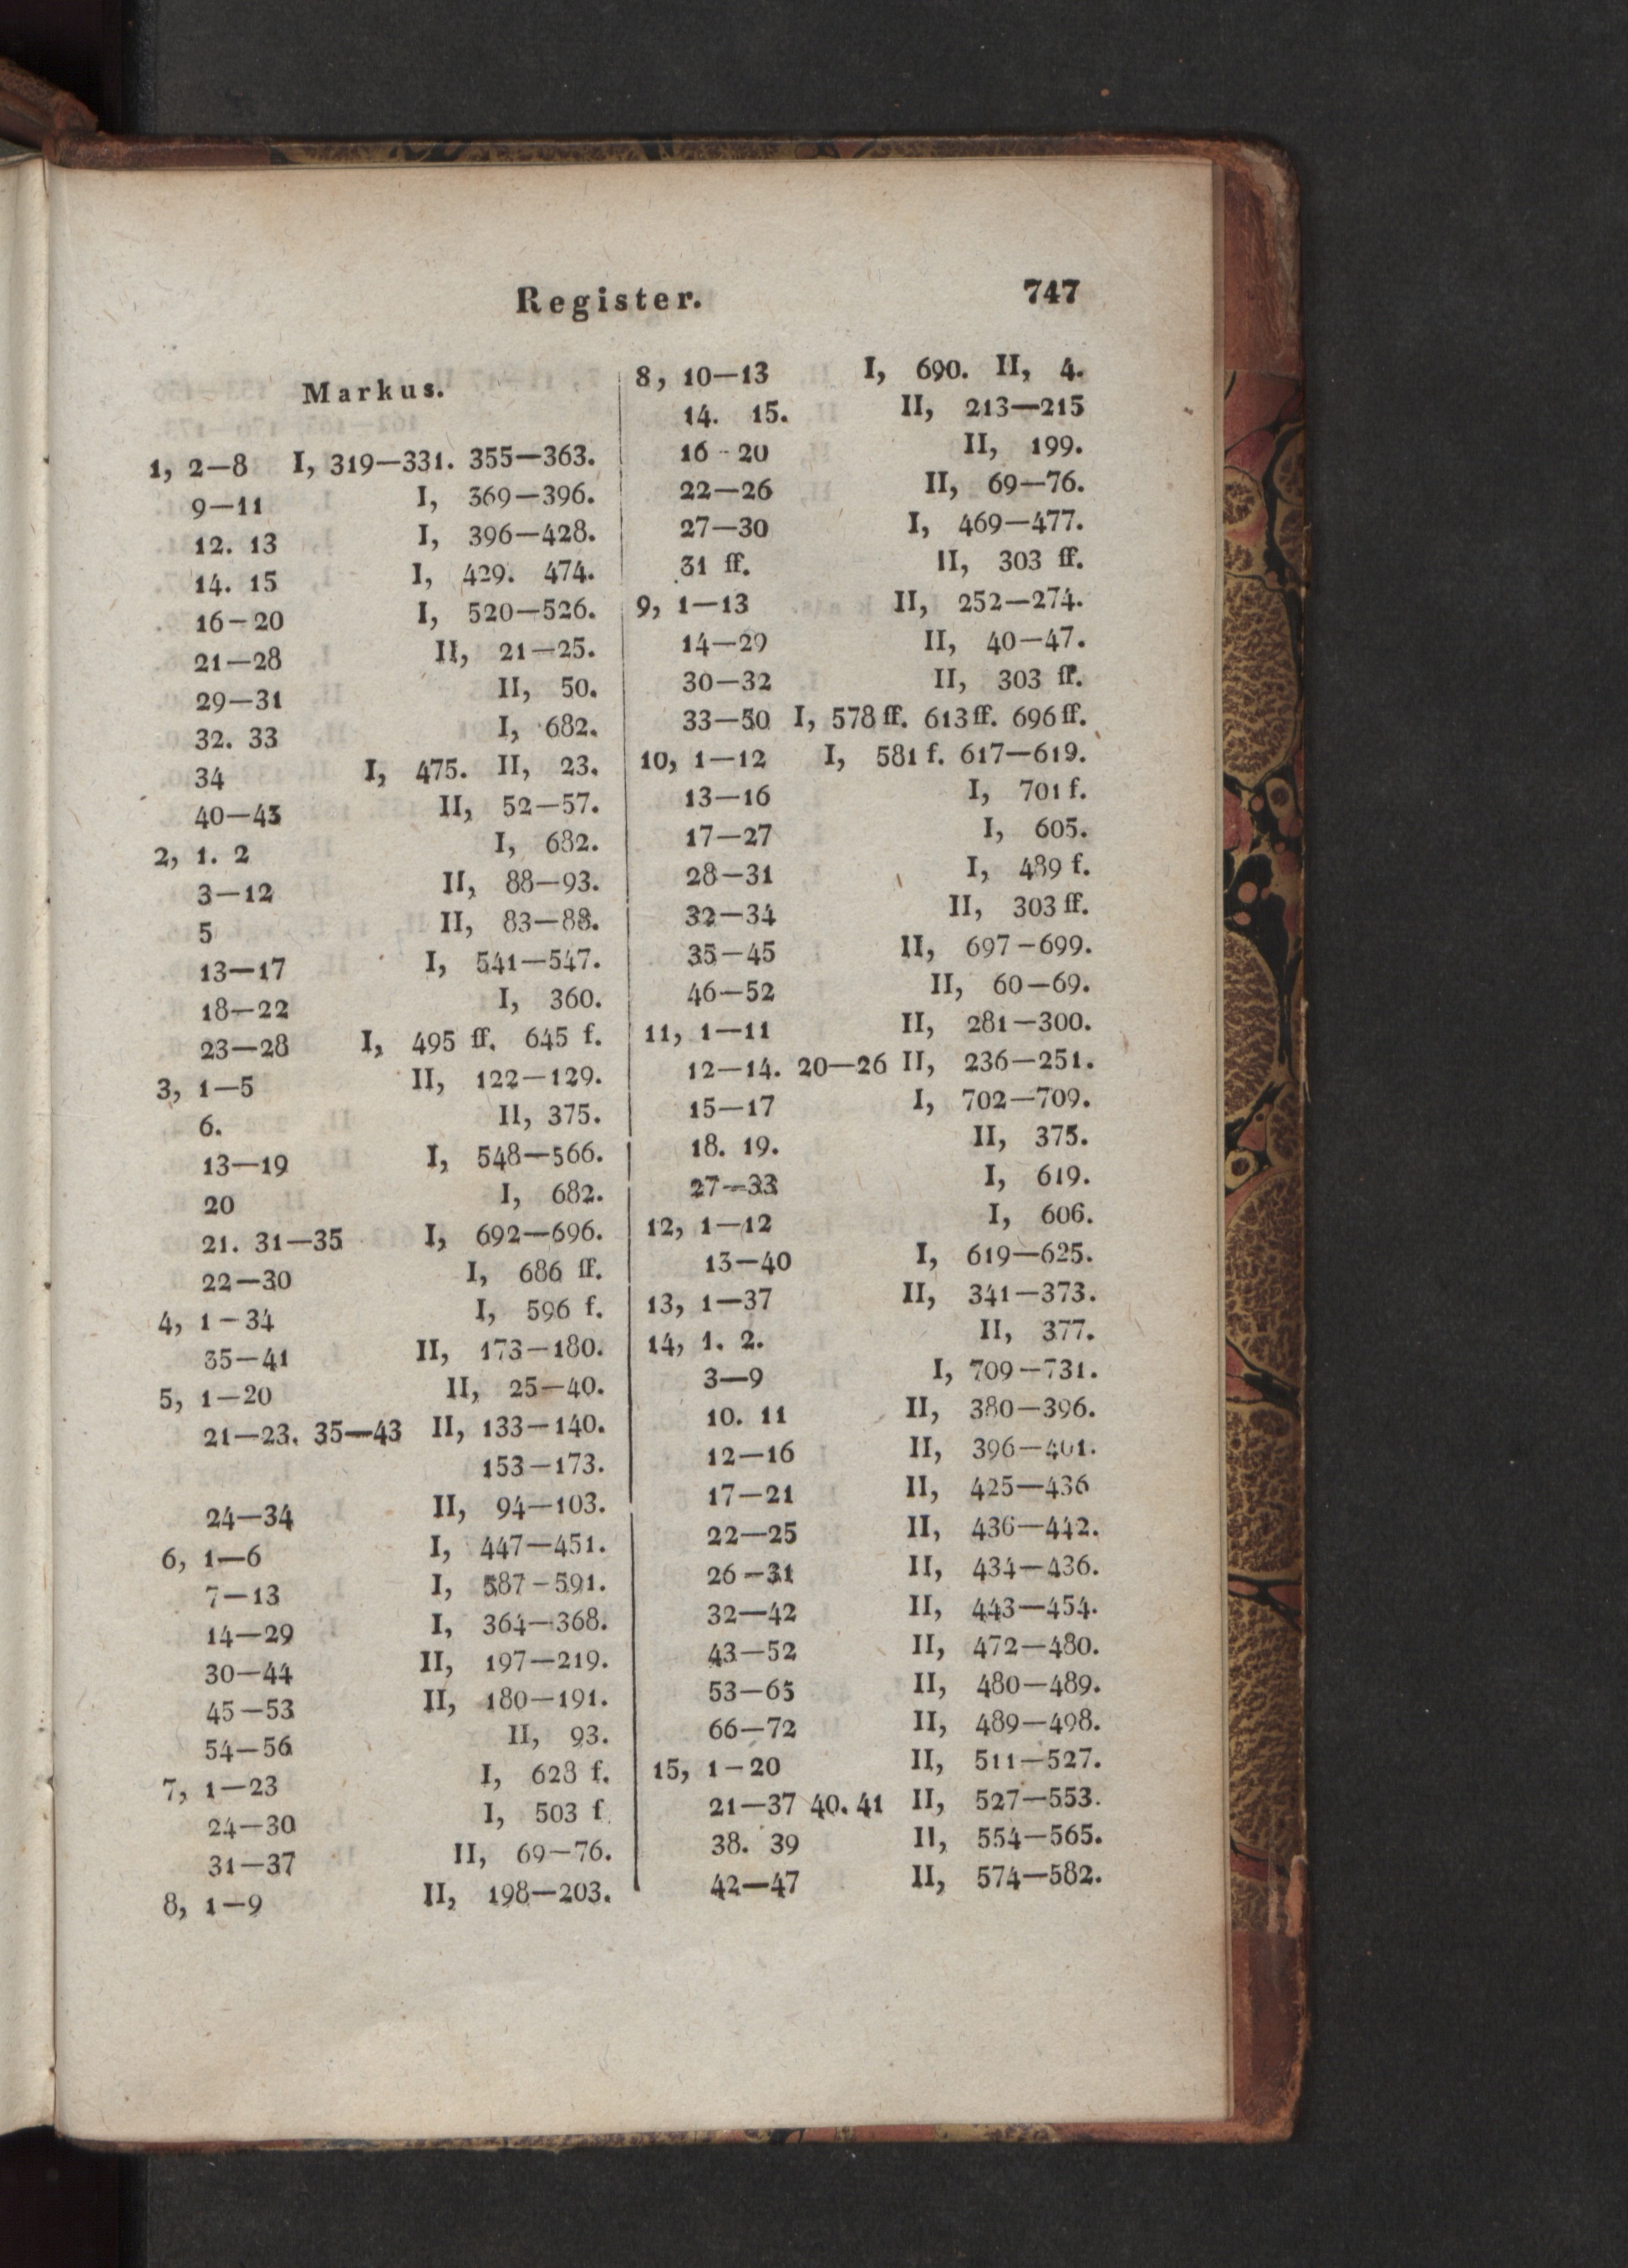 Register. 747
Markus.
1, 2—8 I, 319—331. 355—363.
9—11 I, 369—396.
12. 13 I, 396—428.
14. 15 I, 429. 474.
16—20 I, 520—526.
21—28 II, 21—25.
29—31 II, 50.
32. 33 I, 682.
34 I, 475. II, 23.
40—45 II, 52—57.
2, 1. 2 I, 682.
3—12 II, 88—93.
5 II, 83—88.
13—17 I, 541—547.
18—22 I, 360.
23—28 I, 495 ff. 645 f.
3, 1—5 II, 122—129.
6. II, 375.
13—19 I, 548—566.
20 I, 682.
21. 31—35 I, 692—696.
22—30 I, 686 ff.
4, 1—34 I, 596 f.
35—41 II, 173—180.
5, 1—20 II, 25—40.
21—23. 35—43 II, 133—140.
153—173.
24—34 II, 94—103.
6, 1—6 I, 447—451.
7—13 I, 587—591.
14—29 I, 364—368.
30—44 II, 197—219.
45—53 II, 180—191.
54—56 II, 93.
7, 1—23 I, 628 f.
24—30 I, 503 f.
31—37 II, 69—76.
8, 1—9 II, 198—203.
8, 10—13 I, 690. II, 4.
14. 15. II, 213—215
16—20 II, 199.
22—26 II, 69—76.
27—30 I, 469—477.
31 ff. II, 303 ff.
9, 1—13 II, 252—274.
14—29 II, 40—47.
30—32 II, 303 ff.
33—50 I, 578 ff. 613 ff. 696 ff.
10, 1—12 I, 581 f. 617—619.
13—16 I, 701 f.
17—27 I, 605.
28—31 I, 489 f.
32—34 II, 303 ff.
35—45 II, 697—699.
46—52 II, 60—69.
11, 1—11 II, 281—300.
12—14. 20—26 II, 236—251.
15—17 I, 702—709.
18. 19. II, 375.
27—33 I, 619.
12, 1—12 I, 606.
13—40 I, 619—625.
13, 1—37 II, 341—373.
14, 1. 2. II, 377.
3—9 I, 709—731.
10. 11 II, 380—396.
12—16 II, 396—401.
17—21 II, 425—436
22—25 II, 436—442.
26—31 II, 434—436.
32—42 II, 443—454.
43—52 II, 472—480.
53—65 II, 480—489.
66—72 II, 489—498.
15, 1—20 II, 511—527.
21—37 40. 41 II, 527—553.
38. 39 II, 554—565.
42—47 II, 574—582.